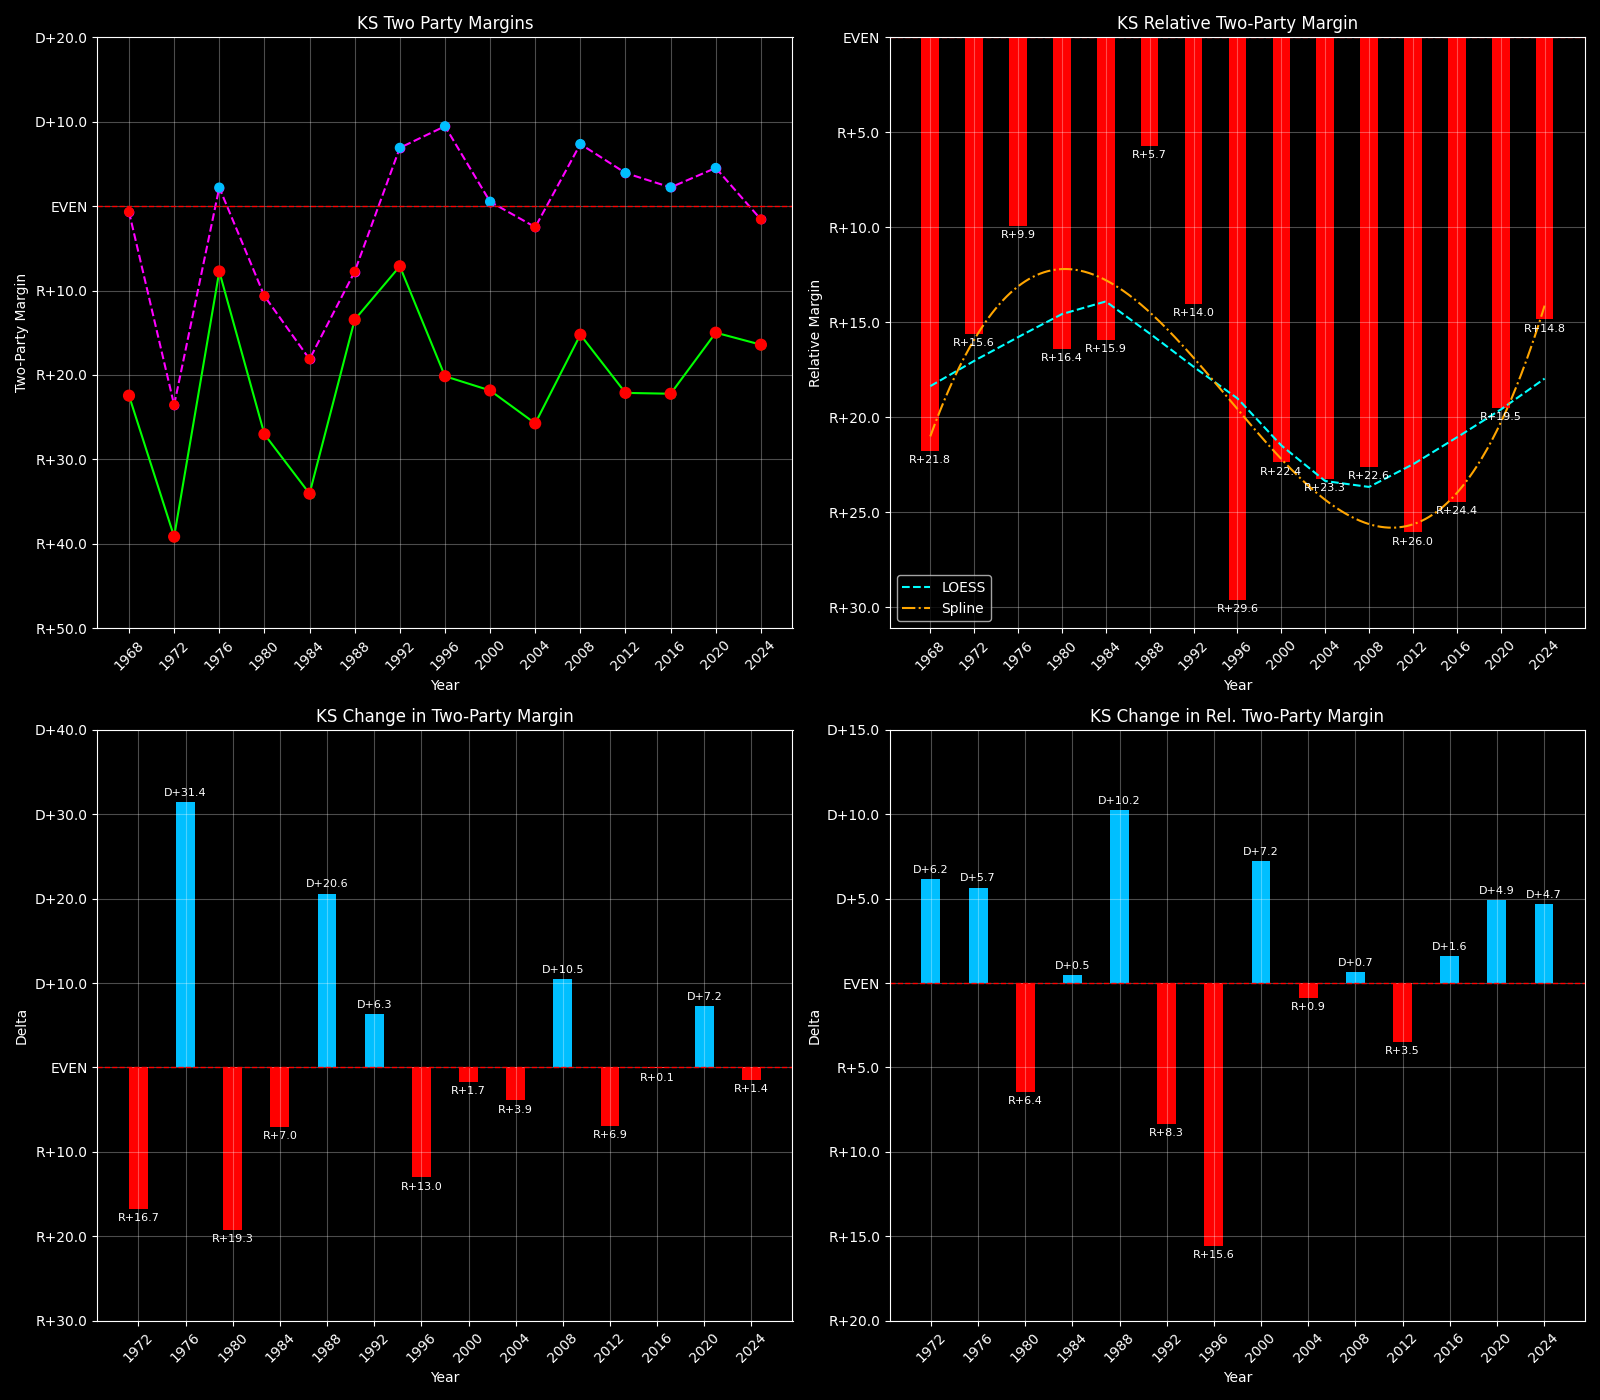 KS Two Party Margins
D+20.0
D+10.0
EVEN
R+10.0
R+20.0
R+30.0
R+40.0
R+50.0
Two-Party Margin
1968 1972 1976 1980 1984 1988 1992 1996 2000 2004 2008 2012 2016 2020 2024
Year
KS Relative Two-Party Margin
EVEN
R+5.0
R+10.0
R+15.0
R+20.0
R+25.0
R+30.0
Relative Margin
R+21.8
R+15.6
R+9.9
R+16.4
R+15.9
R+5.7
R+14.0
R+29.6
R+22.4
R+23.3
R+22.6
R+26.0
R+24.4
R+19.5
R+14.8
LOESS
Spline
1968 1972 1976 1980 1984 1988 1992 1996 2000 2004 2008 2012 2016 2020 2024
Year
KS Change in Two-Party Margin
D+40.0
D+30.0
D+20.0
D+10.0
EVEN
R+10.0
R+20.0
R+30.0
Delta
R+16.7
D+31.4
R+19.3
R+7.0
D+20.6
D+6.3
R+13.0
R+1.7
R+3.9
D+10.5
R+6.9
R+0.1
D+7.2
R+1.4
1972 1976 1980 1984 1988 1992 1996 2000 2004 2008 2012 2016 2020 2024
Year
KS Change in Rel. Two-Party Margin
D+15.0
D+10.0
D+5.0
EVEN
R+5.0
R+10.0
R+15.0
R+20.0
Delta
D+6.2
D+5.7
R+6.4
D+0.5
D+10.2
R+8.3
R+15.6
D+7.2
R+0.9
D+0.7
R+3.5
D+1.6
D+4.9
D+4.7
1972 1976 1980 1984 1988 1992 1996 2000 2004 2008 2012 2016 2020 2024
Year